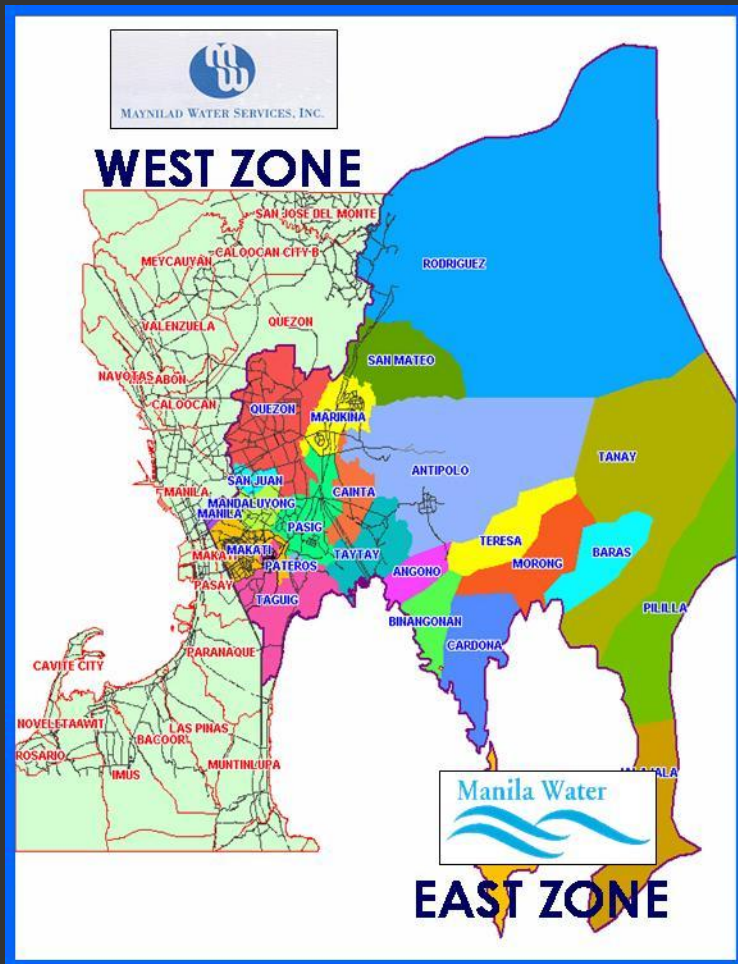 MW
MAYNILAD WATER SERVICES, INC.
WEST ZONE
SAN JOSE DEL MONTE
CALOOCAN CITY B
MEYCAUYAN
RODRIGUEZ
VALENZUELA
QUEZON
SAN MATEO
NAVOTAS
CALOOCAN
QUEZON
MARIKINA
TANAY
ANTIPOLO
SAN JUAN
CAINTA
MANILA
MANDALUYONG
MANILA
PASIG
TERESA
MAKATI
PATEROS
TAYTAY
MORONG
BARAS
PASAY
ANGONO
TAGUIG
BINANGONAN
PILILLA
CARDONA
PARANAQUE
CAVITE CITY
NOVELETA
LAS PINAS
BACOOR
ROSARIO
IMUS
MUNTINLUPA
Manila Water
EAST ZONE